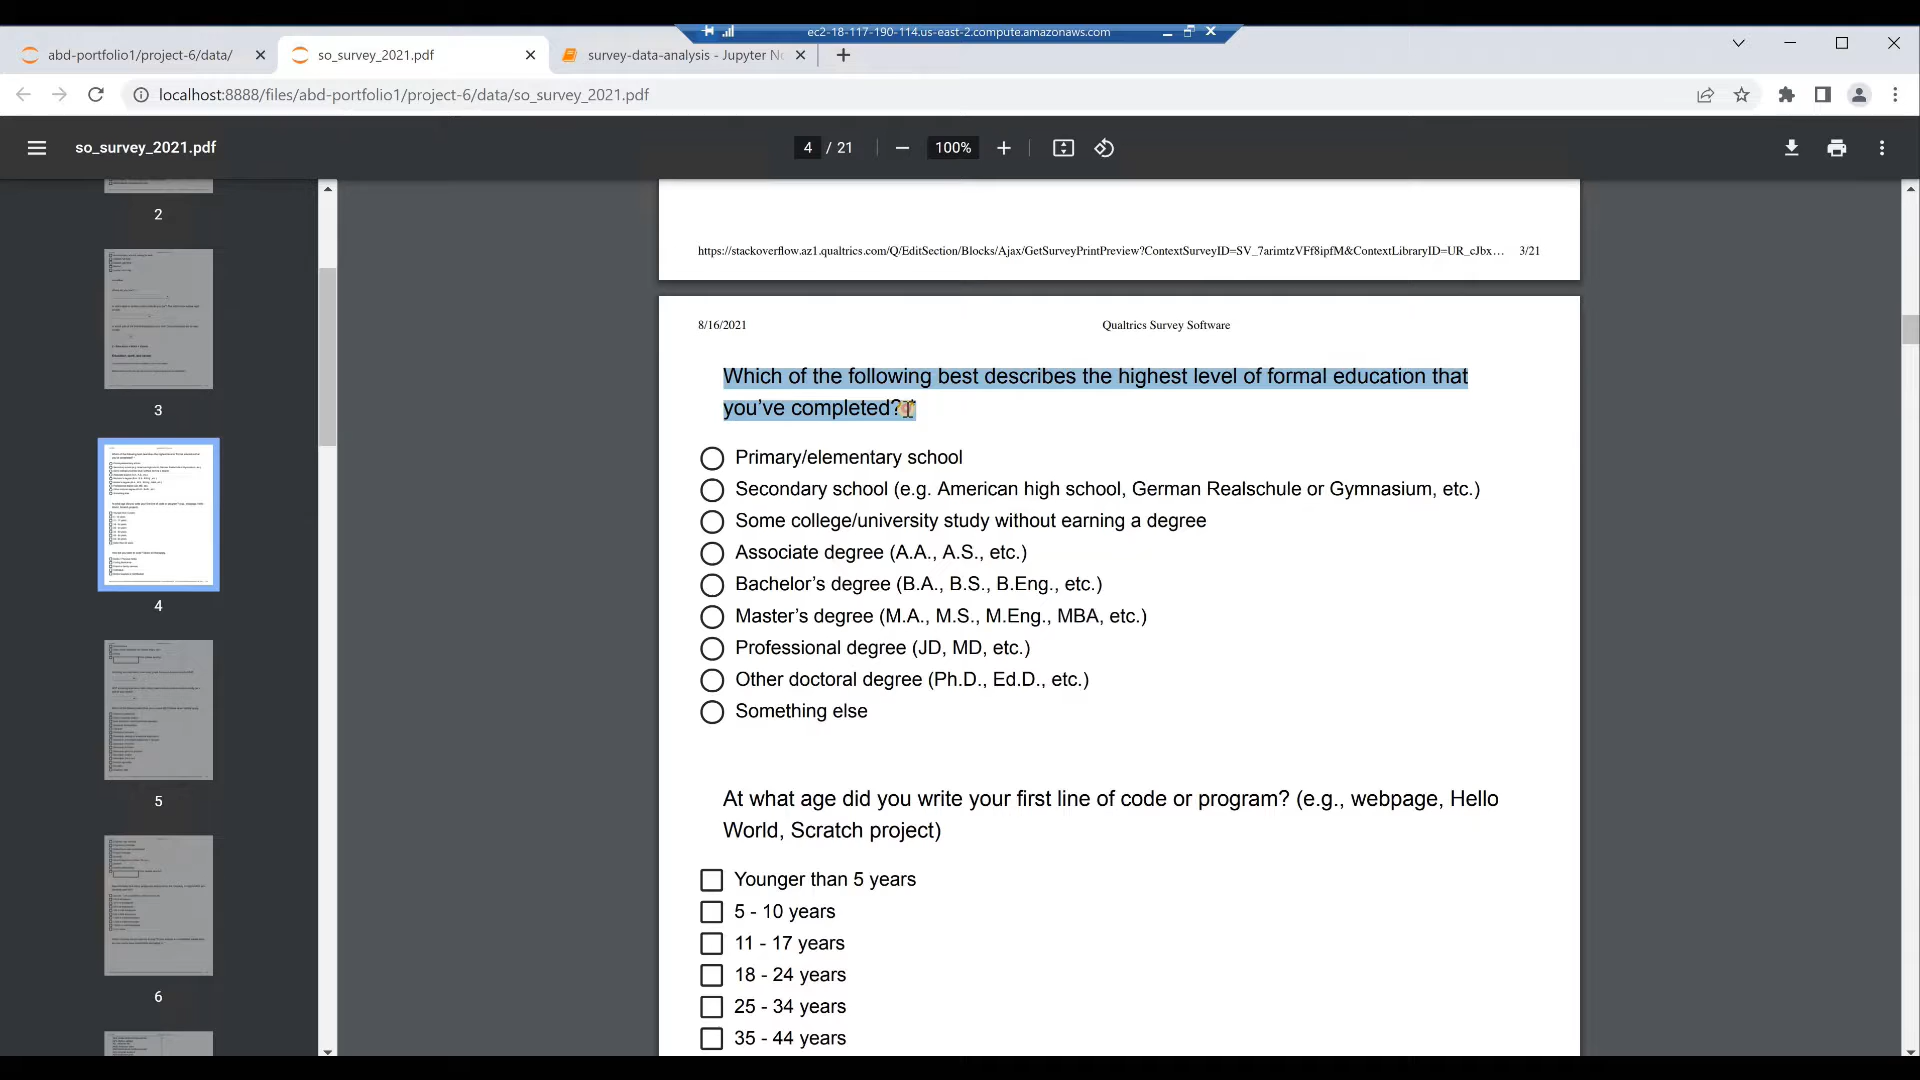 ec2-18-117-190-114.us-east-2.compute.amazonaws.com
abd-portfolio1/project-6/data/
so_survey_2021.pdf
survey-data-analysis - Jupyter No
localhost:8888/files/abd-portfolio1/project-6/data/so_survey_2021.pdf
so_survey_2021.pdf
4 / 21
100%
2
3
4
5
6
https://stackoverflow.az1.qualtrics.com/Q/EditSection/Blocks/Ajax/GetSurveyPrintPreview?ContextSurveyID=SV_7arimtzVFf8ipfM&ContextLibraryID=UR_cJbx… 3/21
8/16/2021 Qualtrics Survey Software
Which of the following best describes the highest level of formal education that
you’ve completed? *
Primary/elementary school
Secondary school (e.g. American high school, German Realschule or Gymnasium, etc.)
Some college/university study without earning a degree
Associate degree (A.A., A.S., etc.)
Bachelor’s degree (B.A., B.S., B.Eng., etc.)
Master’s degree (M.A., M.S., M.Eng., MBA, etc.)
Professional degree (JD, MD, etc.)
Other doctoral degree (Ph.D., Ed.D., etc.)
Something else
At what age did you write your first line of code or program? (e.g., webpage, Hello
World, Scratch project)
Younger than 5 years
5 - 10 years
11 - 17 years
18 - 24 years
25 - 34 years
35 - 44 years